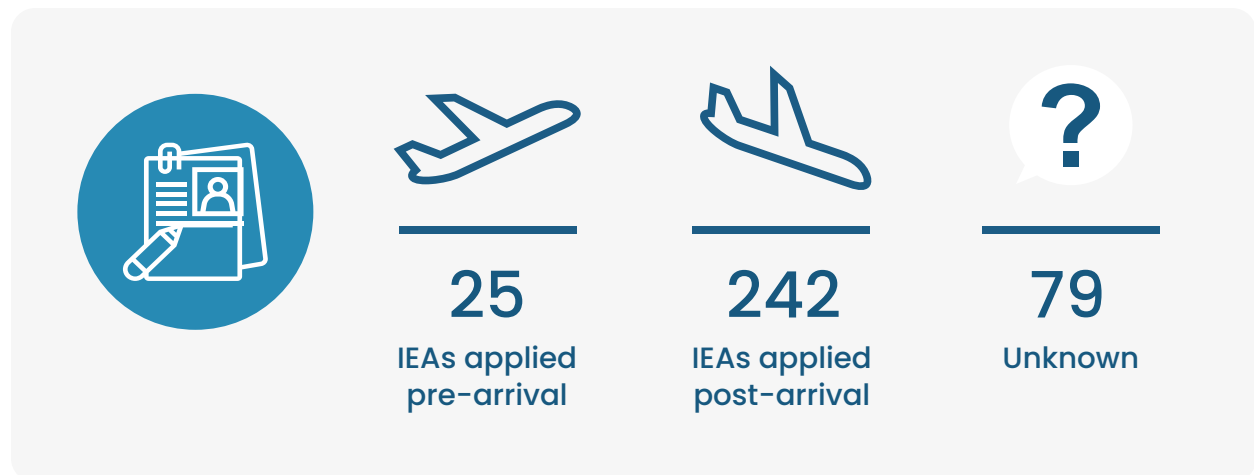 ?
25
IEAs applied
pre-arrival
242
IEAs applied
post-arrival
79
Unknown